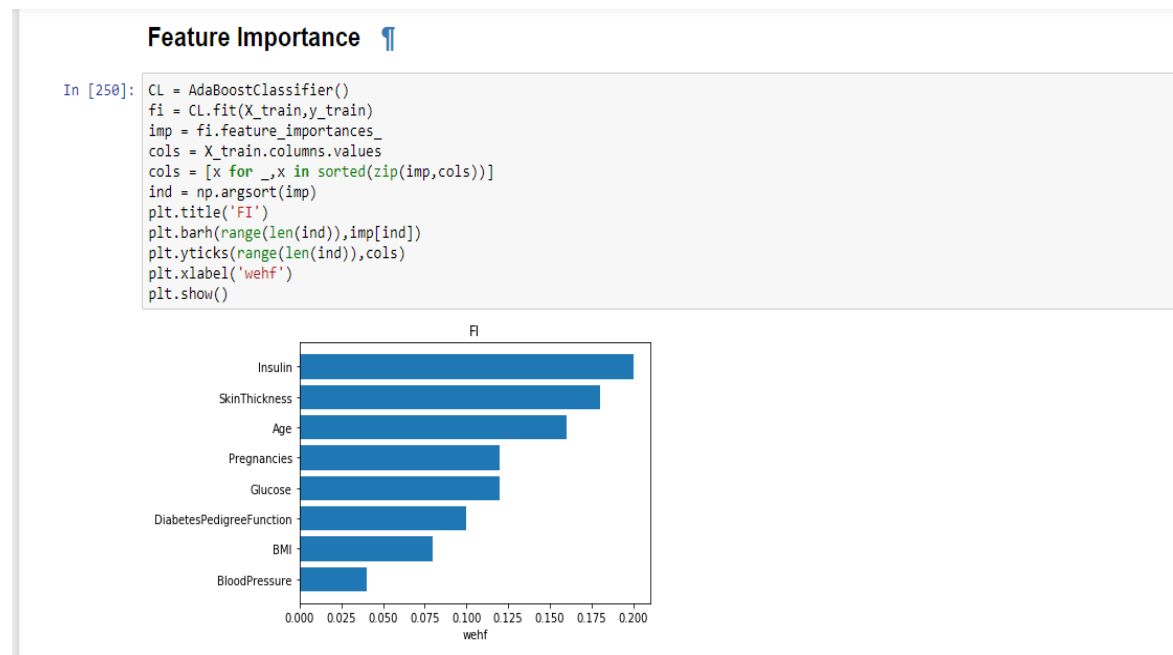 Feature Importance ¶
In [250]: CL = AdaBoostClassifier()
fi = CL.fit(X_train,y_train)
imp = fi.feature_importances_
cols = X_train.columns.values
cols = [x for _,x in sorted(zip(imp,cols))]
ind = np.argsort(imp)
plt.title('FI')
plt.barh(range(len(ind)),imp[ind])
plt.yticks(range(len(ind)),cols)
plt.xlabel('wehf')
plt.show()
FI
Insulin
SkinThickness
Age
Pregnancies
Glucose
DiabetesPedigreeFunction
BMI
BloodPressure
0.000 0.025 0.050 0.075 0.100 0.125 0.150 0.175 0.200
wehf